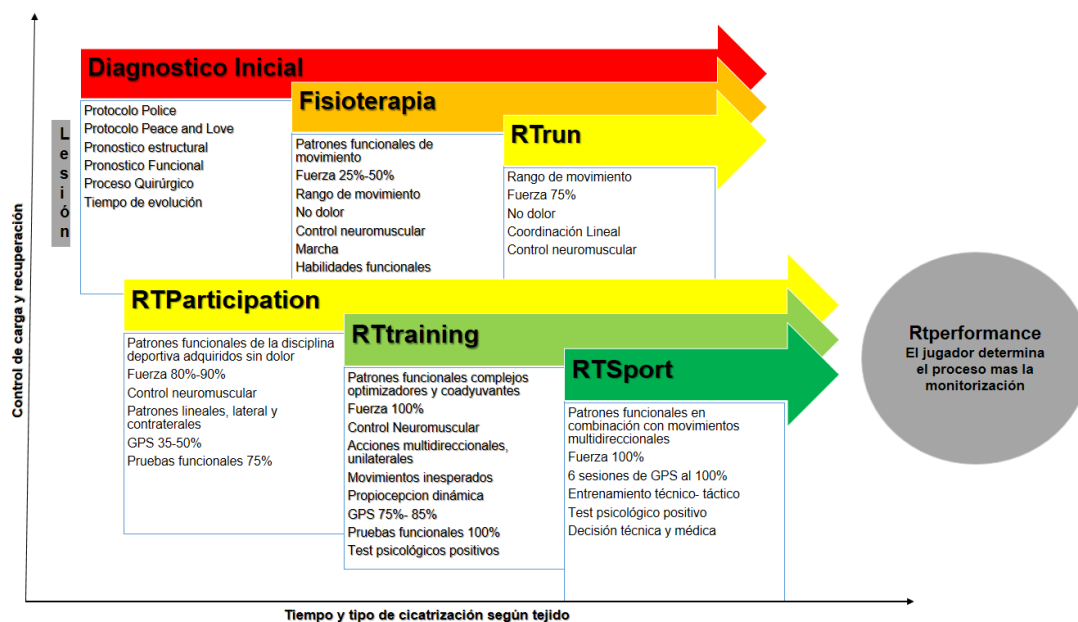 Diagnostico Inicial
Lesión
Protocolo Police
Protocolo Peace and Love
Pronostico estructural
Pronostico Funcional
Proceso Quirúrgico
Tiempo de evolución
Fisioterapia
Patrones funcionales de
movimiento
Fuerza 25%-50%
Rango de movimiento
No dolor
Control neuromuscular
Marcha
Habilidades funcionales
RTrun
Rango de movimiento
Fuerza 75%
No dolor
Coordinación Lineal
Control neuromuscular
RTParticipation
Patrones funcionales de la disciplina
deportiva adquiridos sin dolor
Fuerza 80%-90%
Control neuromuscular
Patrones lineales, lateral y
contraterales
GPS 35-50%
Pruebas funcionales 75%
RTtraining
Patrones funcionales complejos
optimizadores y coadyuvantes
Fuerza 100%
Control Neuromuscular
Acciones multidireccionales,
unilaterales
Movimientos inesperados
Propiocepcion dinámica
GPS 75%- 85%
Pruebas funcionales 100%
Test psicológicos positivos
RTSport
Patrones funcionales en
combinación con movimientos
multidireccionales
Fuerza 100%
6 sesiones de GPS al 100%
Entrenamiento técnico- táctico
Test psicológico positivo
Decisión técnica y médica
Rtperformance
El jugador determina
el proceso mas la
monitorización
Control de carga y recuperación
Tiempo y tipo de cicatrización según tejido